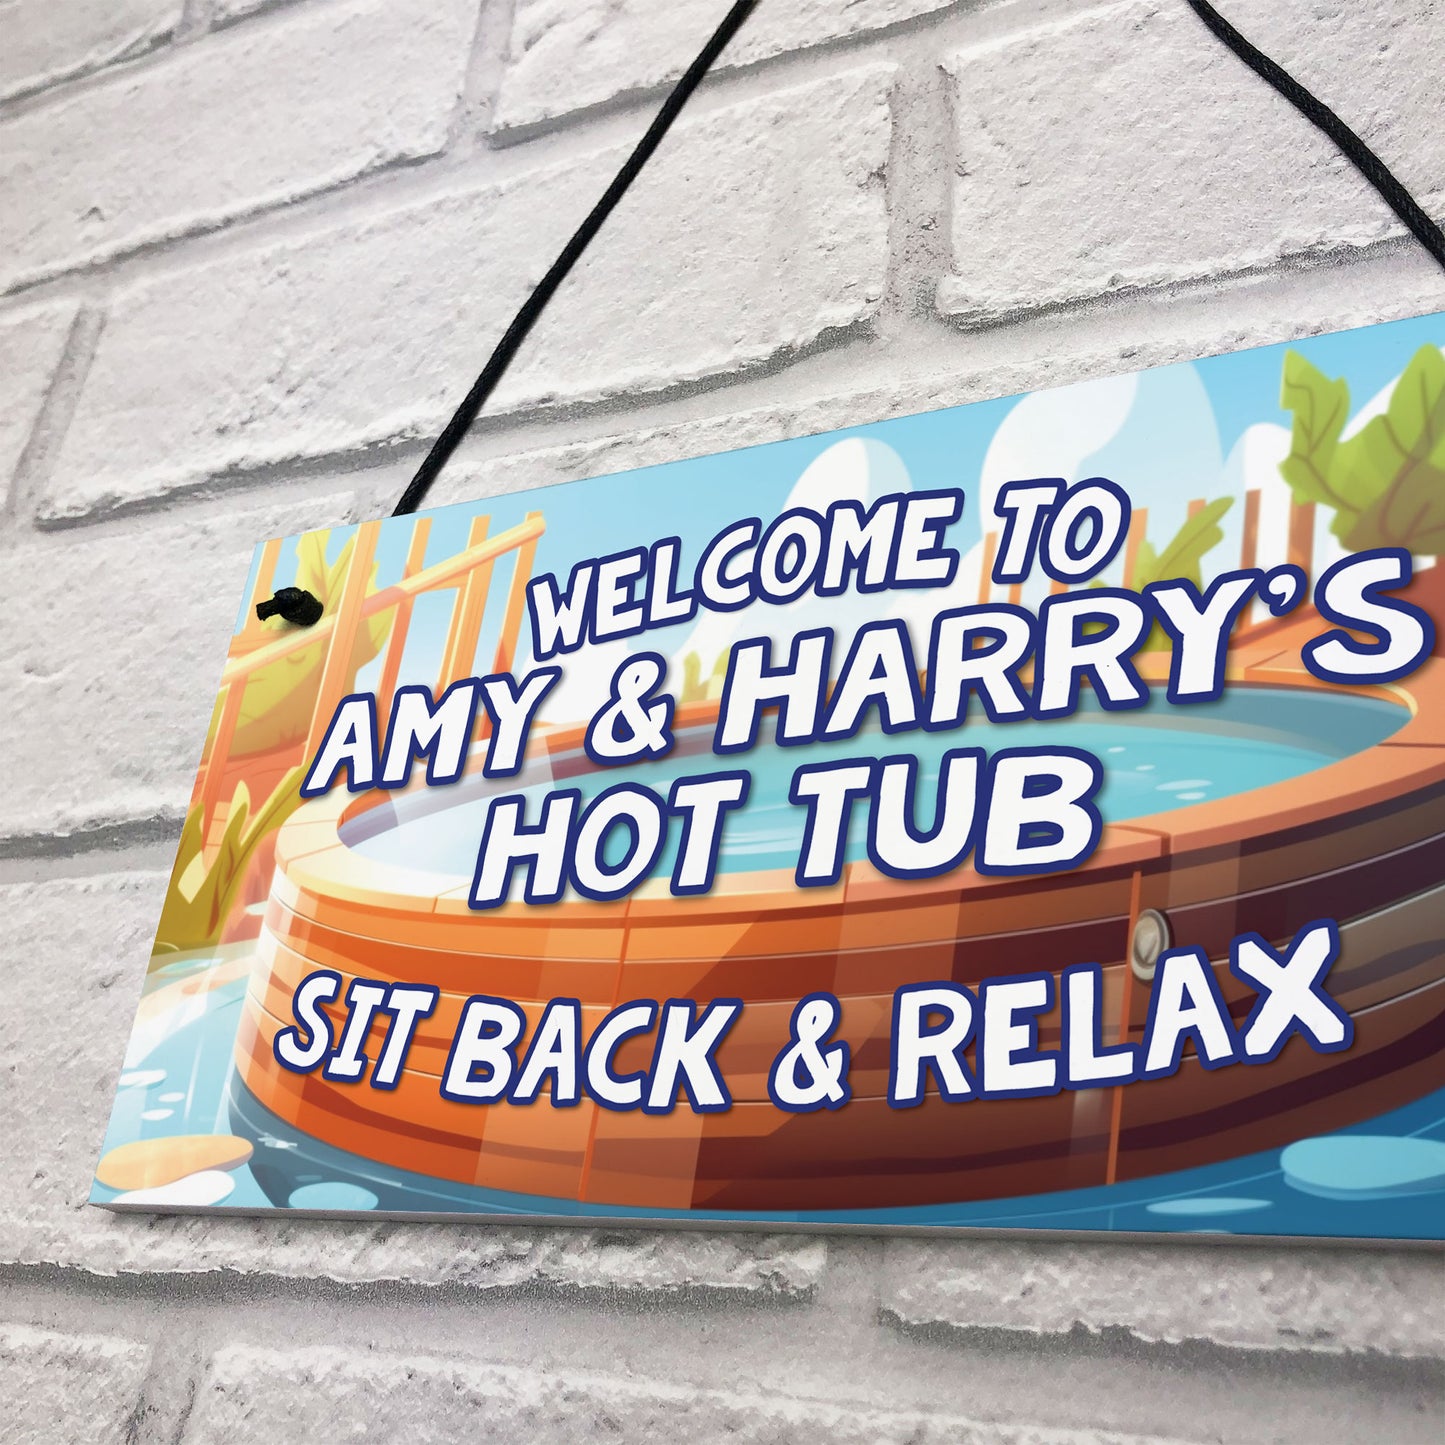 WELCOME TO
AMY & HARRY'S
HOT TUB
SIT BACK & RELAX